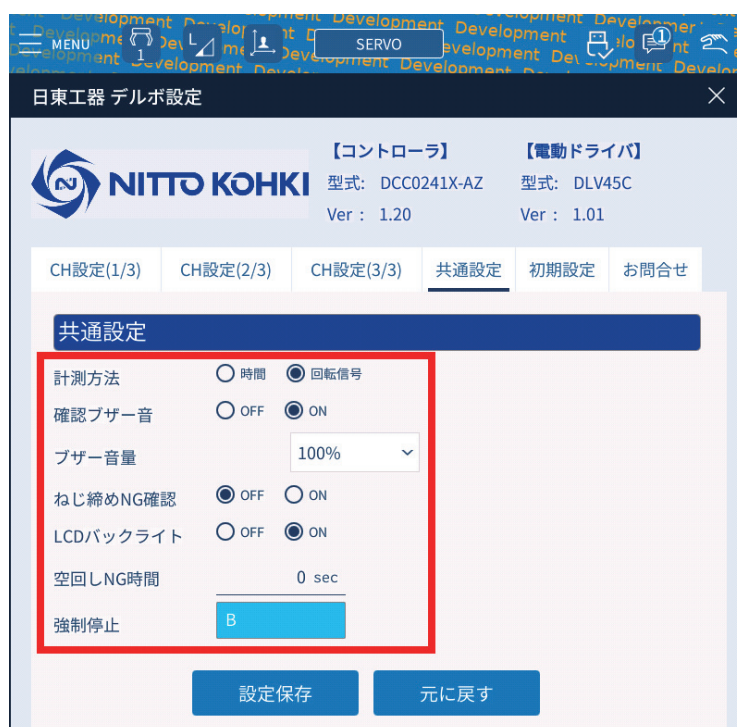 MENU
1
SERVO
1
日東工器 デルボ設定
NITTO KOHKI
【コントローラ】
型式: DCC0241X-AZ
Ver : 1.20
【電動ドライバ】
型式: DLV45C
Ver : 1.01
CH設定(1/3) CH設定(2/3) CH設定(3/3) 共通設定 初期設定 お問合せ
共通設定
計測方法 時間 回転信号
確認ブザー音 OFF ON
ブザー音量 100%
ねじ締めNG確認 OFF ON
LCDバックライト OFF ON
空回しNG時間 0 sec
強制停止 B
設定保存 元に戻す